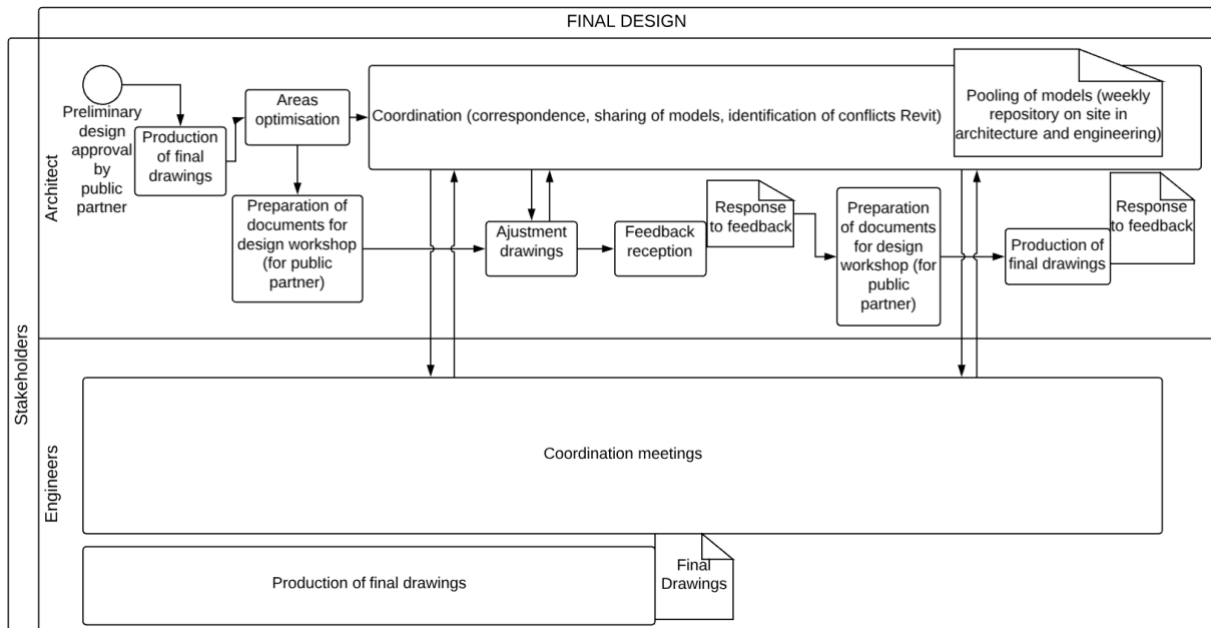 FINAL DESIGN
Stakeholders
Architect
Preliminary
design
approval
by
public
partner
Production
of final
drawings
Areas
optimisation
Coordination (correspondence, sharing of models, identification of conflicts Revit)
Pooling of models (weekly
repository on site in
architecture and engineering)
Preparation of
documents for
design workshop
(for public
partner)
Ajustment
drawings
Feedback
reception
Response
to feedback
Preparation
of documents
for design
workshop (for
public
partner)
Production of
final drawings
Response
to feedback
Engineers
Coordination meetings
Production of final drawings
Final
Drawings